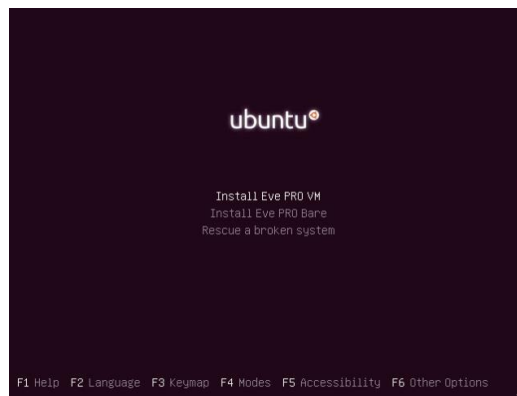 ubuntu
Install Eve PRO VM
Install Eve PRO Bare
Rescue a broken system
F1 Help F2 Language F3 Keymap F4 Modes F5 Accessibility F6 Other Options